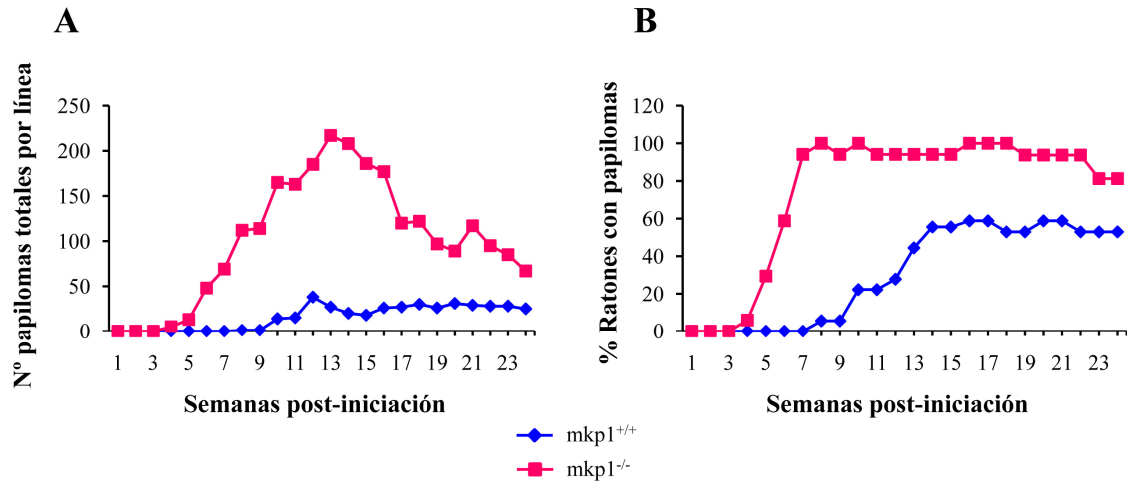 A
Nº papilomas totales por línea
250
200
150
100
50
0
1 3 5 7 9 11 13 15 17 19 21 23
Semanas post-iniciación
B
% Ratones con papilomas
120
100
80
60
40
20
0
1 3 5 7 9 11 13 15 17 19 21 23
Semanas post-iniciación
mkp1+/+
mkp1-/-